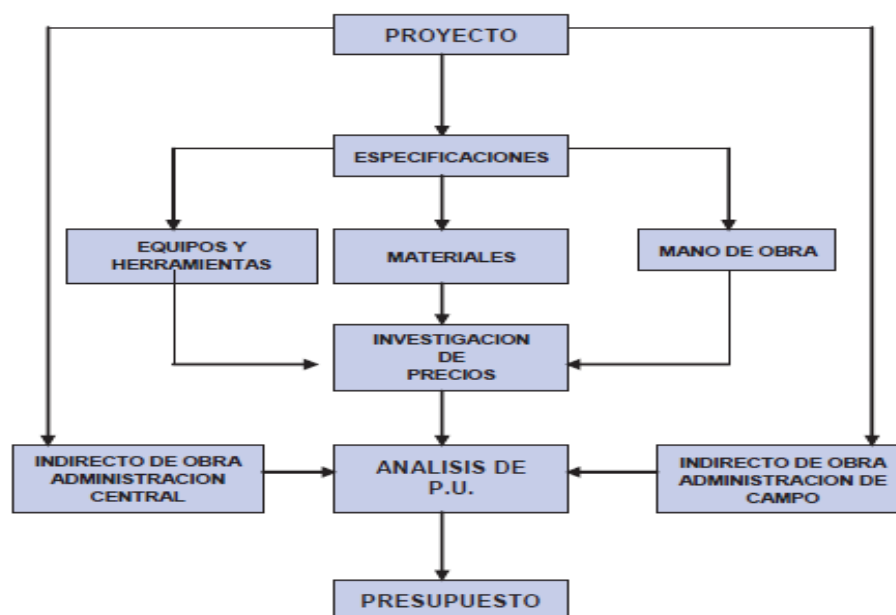 PROYECTO
ESPECIFICACIONES
EQUIPOS Y
HERRAMIENTAS
MATERIALES
MANO DE OBRA
INVESTIGACION
DE
PRECIOS
INDIRECTO DE OBRA
ADMINISTRACION
CENTRAL
ANALISIS DE
P.U.
INDIRECTO DE OBRA
ADMINISTRACION DE
CAMPO
PRESUPUESTO